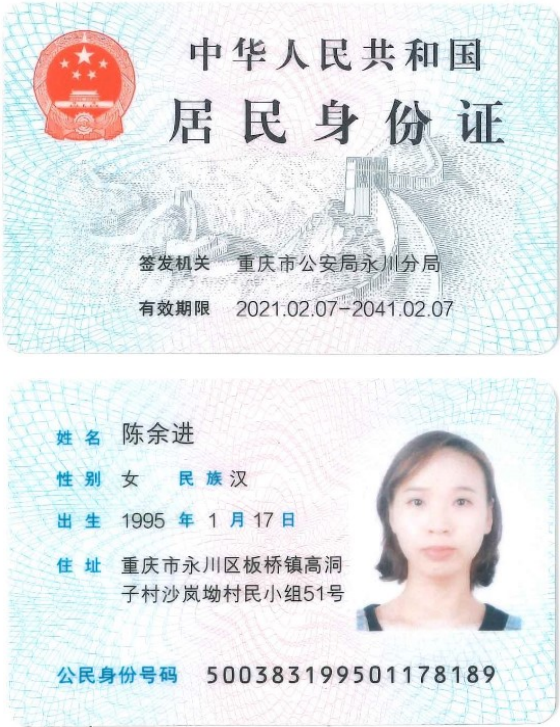 中华人民共和国
居民身份证
签发机关 重庆市公安局永川分局
有效期限 2021.02.07-2041.02.07
姓名 陈余进
性别 女 民族 汉
出生 1995 年 1 月 17 日
住址 重庆市永川区板桥镇高洞
子村沙岚坳村民小组51号
公民身份号码 500383199501178189